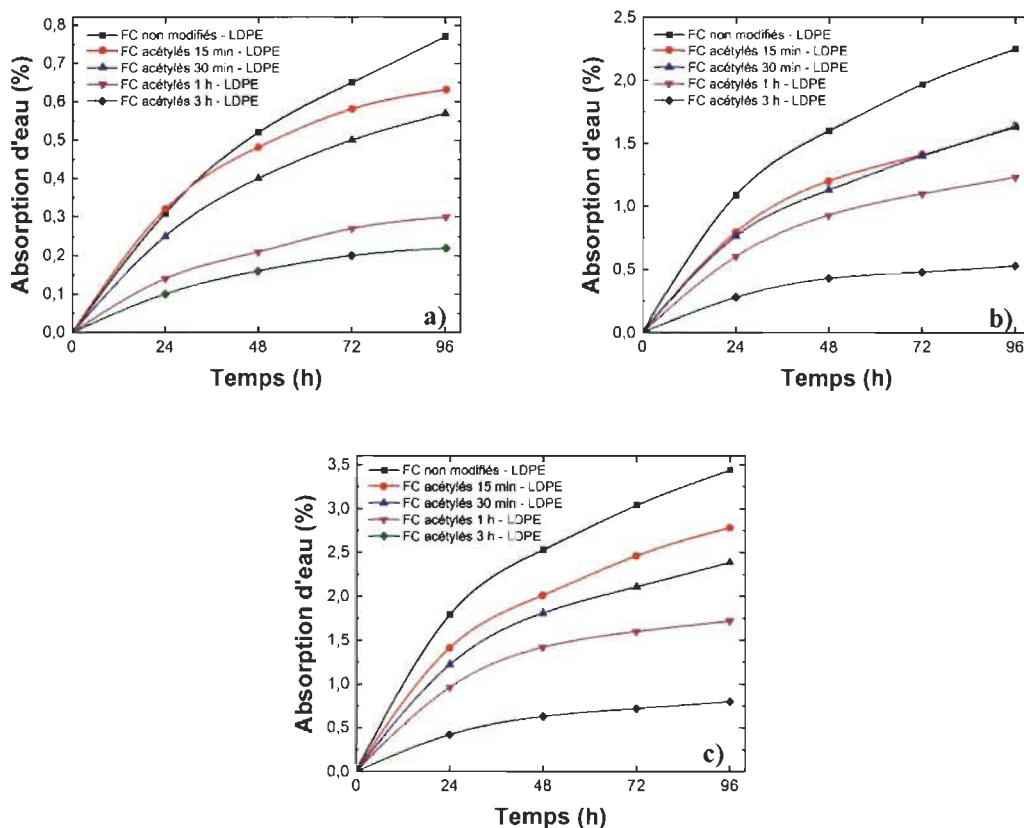 Absorption d'eau (%)
0,8
0,7
0,6
0,5
0,4
0,3
0,2
0,1
0,0
FC non modifiés - LDPE
FC acétylés 15 min - LDPE
FC acétylés 30 min - LDPE
FC acétylés 1 h - LDPE
FC acétylés 3 h - LDPE
a)
0 24 48 72 96
Temps (h)
Absorption d'eau (%)
2,5
2,0
1,5
1,0
0,5
0,0
FC non modifiés - LDPE
FC acétylés 15 min - LDPE
FC acétylés 30 min - LDPE
FC acétylés 1 h - LDPE
FC acétylés 3 h - LDPE
b)
0 24 48 72 96
Temps (h)
Absorption d'eau (%)
3,5
3,0
2,5
2,0
1,5
1,0
0,5
0,0
FC non modifiés - LDPE
FC acétylés 15 min - LDPE
FC acétylés 30 min - LDPE
FC acétylés 1 h - LDPE
FC acétylés 3 h - LDPE
c)
0 24 48 72 96
Temps (h)